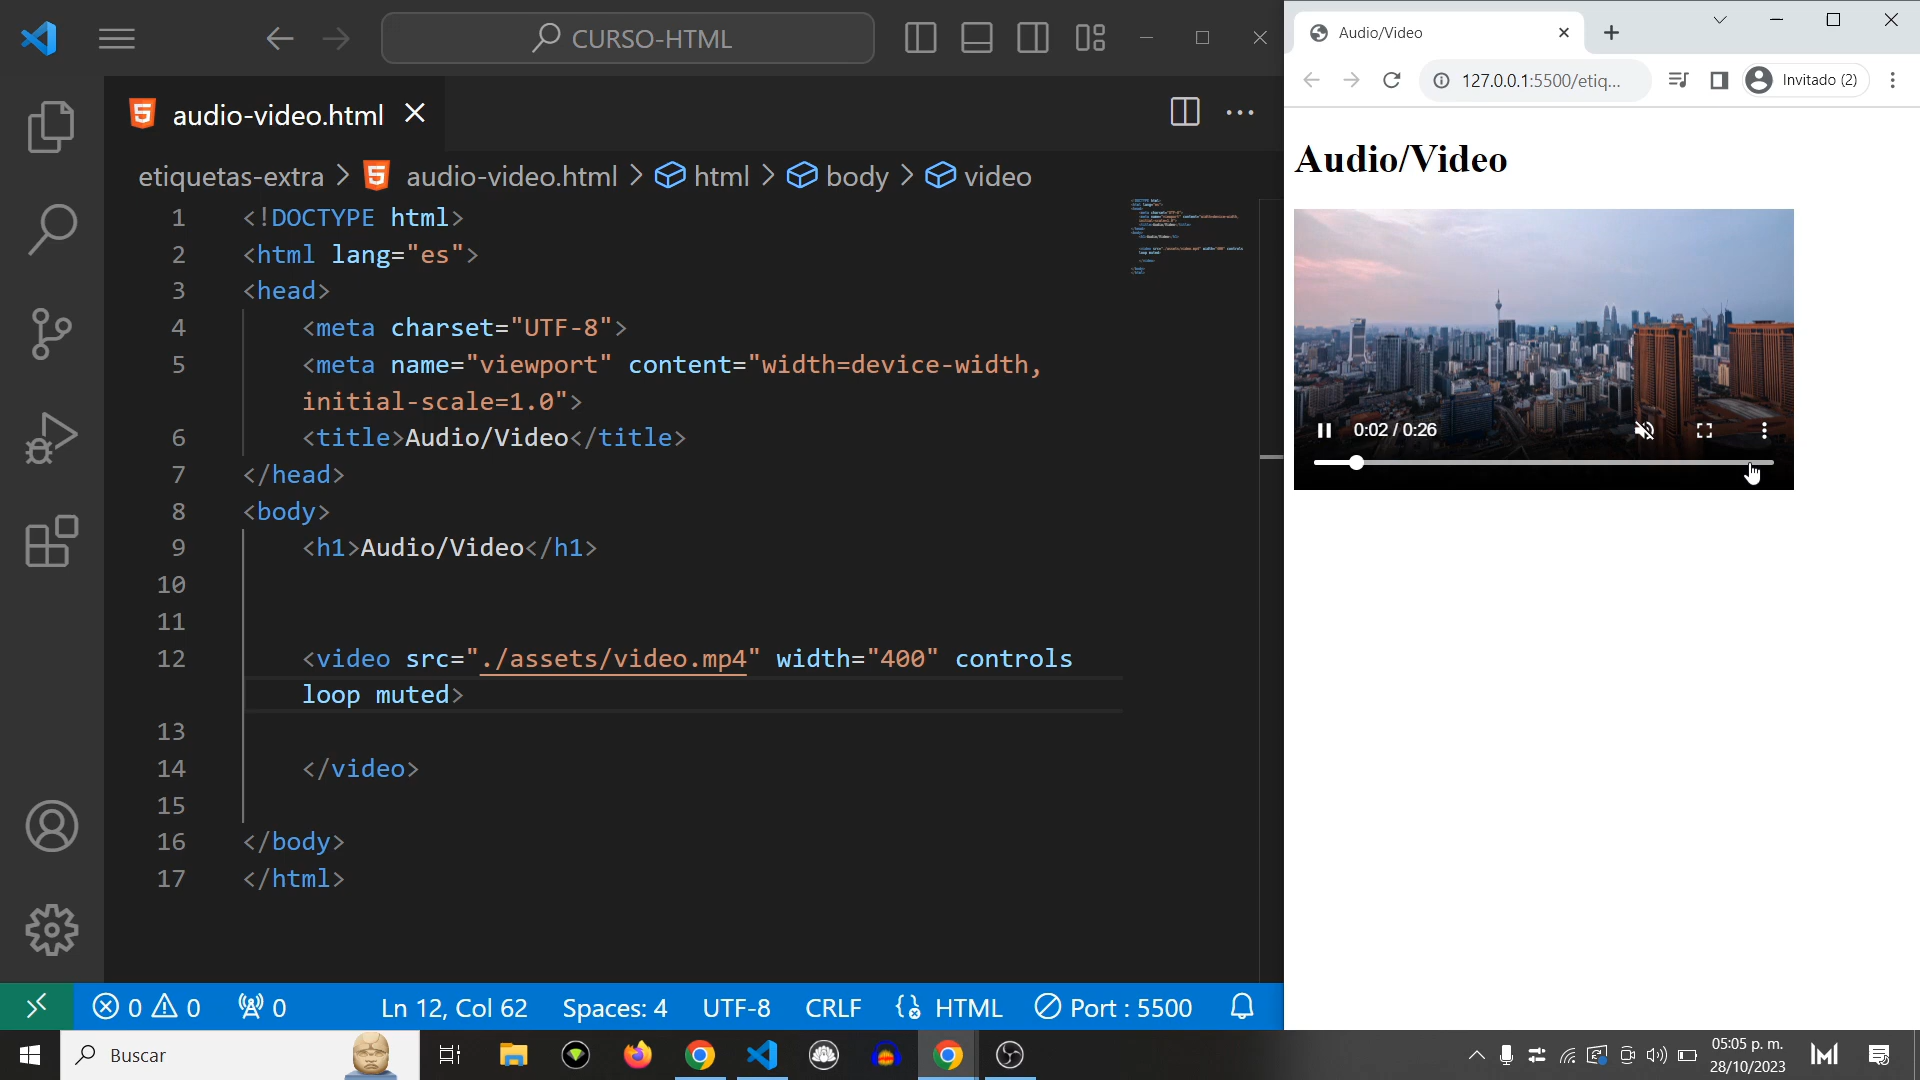 CURSO-HTML
audio-video.html
etiquetas-extra > audio-video.html > html > body > video
1 <!DOCTYPE html>
2 <html lang="es">
3 <head>
4 <meta charset="UTF-8">
5 <meta name="viewport" content="width=device-width,
initial-scale=1.0">
6 <title>Audio/Video</title>
7 </head>
8 <body>
9 <h1>Audio/Video</h1>
10
11
12 <video src="./assets/video.mp4" width="400" controls
loop muted>
13
14 </video>
15
16 </body>
17 </html>
0 0 0 Ln 12, Col 62 Spaces: 4 UTF-8 CRLF HTML Port : 5500
Audio/Video
127.0.0.1:5500/etiq...
Invitado (2)
Audio/Video
0:02 / 0:26
Buscar
05:05 p. m.
28/10/2023